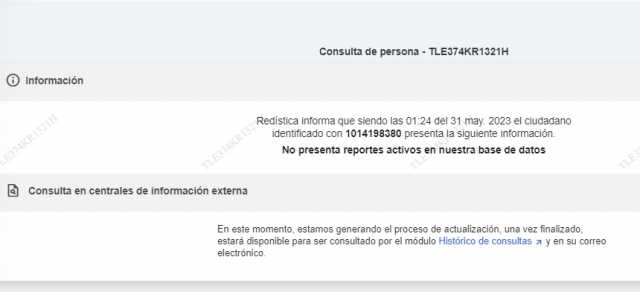 Consulta de persona - TLE374KR1321H
Información
Redística informa que siendo las 01:24 del 31 may. 2023 el ciudadano
identificado con 1014198380 presenta la siguiente información.
No presenta reportes activos en nuestra base de datos
Consulta en centrales de información externa
En este momento, estamos generando el proceso de actualización, una vez finalizado,
estará disponible para ser consultado por el módulo Histórico de consultas y en su correo
electrónico.